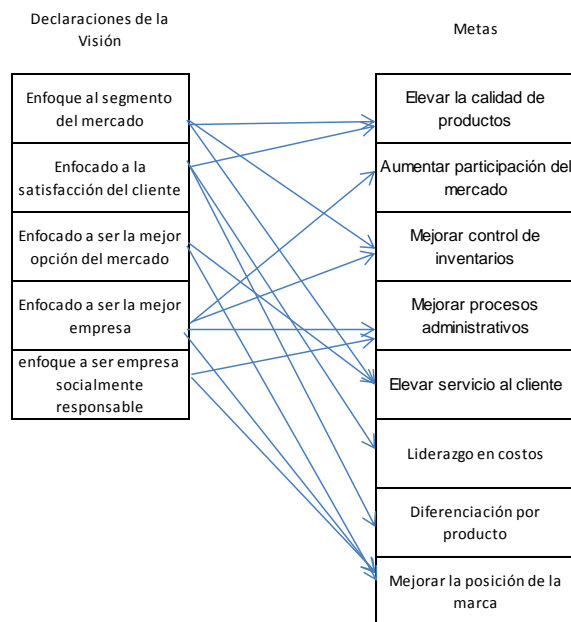 Declaraciones de la
Visión
Metas
Enfoque al segmento
del mercado
Enfocado a la
satisfacción del cliente
Enfocado a ser la mejor
opción del mercado
Enfocado a ser la mejor
empresa
enfoque a ser empresa
socialmente
responsable
Elevar la calidad de
productos
Aumentar participación del
mercado
Mejorar control de
inventarios
Mejorar procesos
administrativos
Elevar servicio al cliente
Liderazgo en costos
Diferenciación por
producto
Mejorar la posición de la
marca